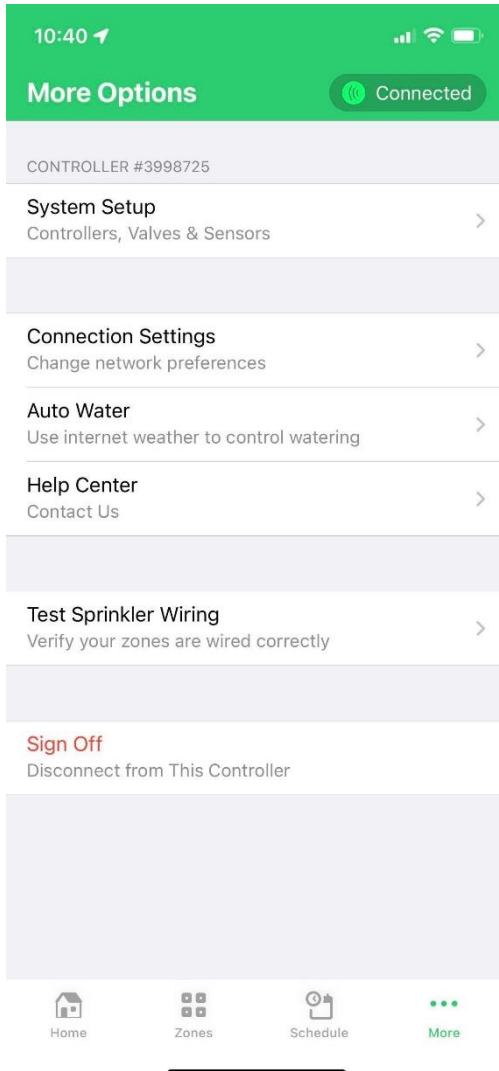 10:40
More Options
Connected
CONTROLLER #3998725
System Setup
Controllers, Valves & Sensors
Connection Settings
Change network preferences
Auto Water
Use internet weather to control watering
Help Center
Contact Us
Test Sprinkler Wiring
Verify your zones are wired correctly
Sign Off
Disconnect from This Controller
Home
Zones
Schedule
More